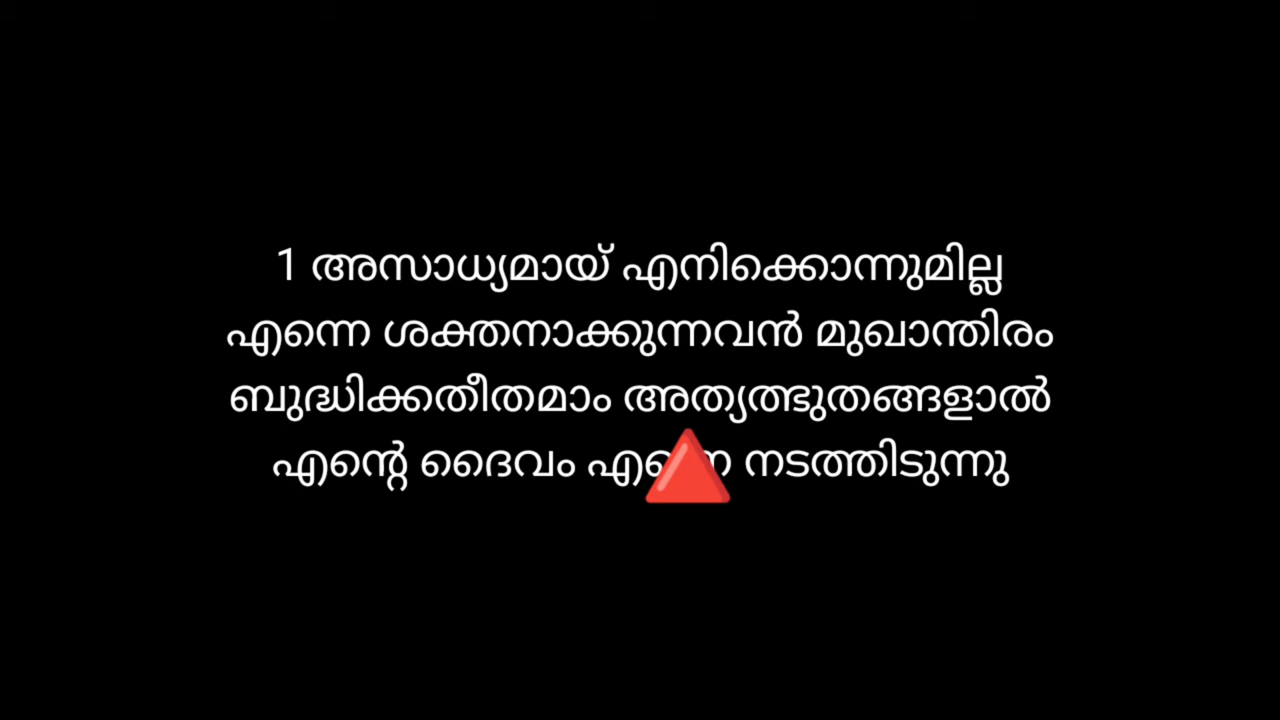 1 അസാധ്യമായ് എനിക്കൊന്നുമില്ല
എന്നെ ശക്തനാക്കുന്നവൻ മുഖാന്തിരം
ബുദ്ധിക്കതീതമാം അത്യത്ഭുതങ്ങളാൽ
എന്റെ ദൈവം നടത്തിടുന്നു